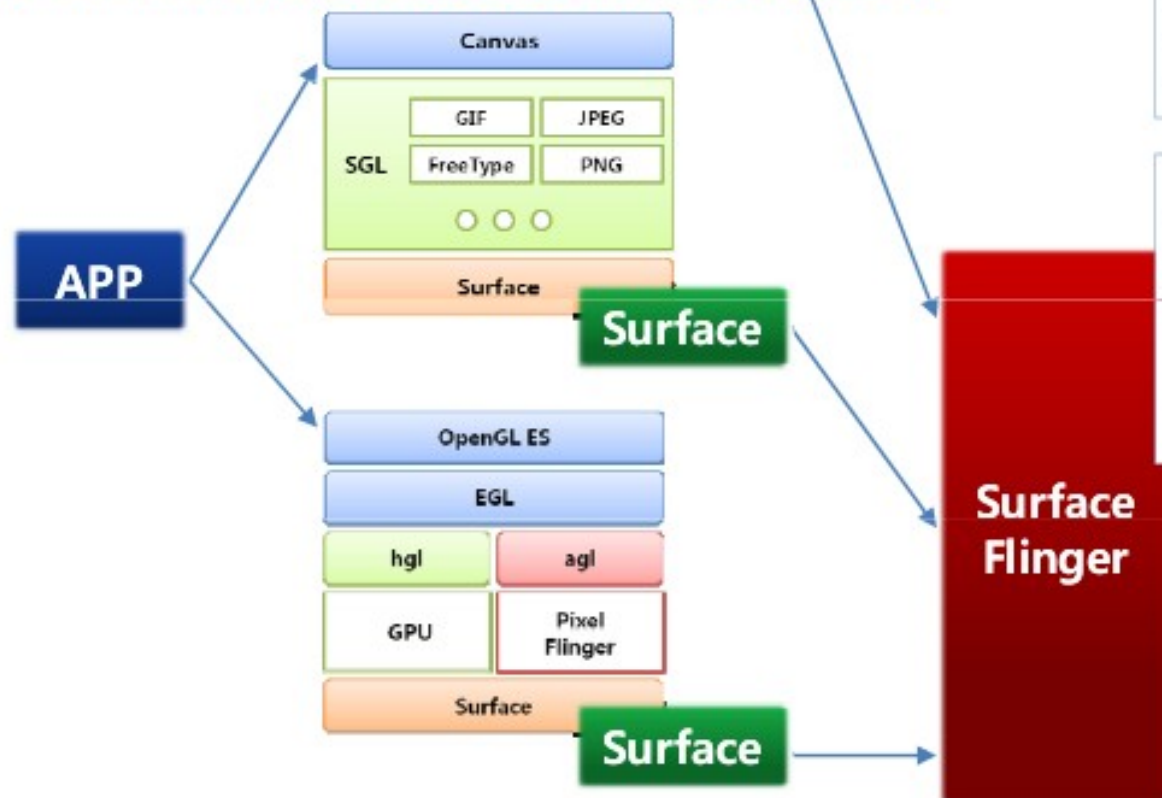 Canvas
GIF
JPEG
SGL
FreeType
PNG
APP
Surface
Surface
OpenGL ES
EGL
hgl
agl
GPU
Pixel
Flinger
Surface
Surface
Surface
Flinger